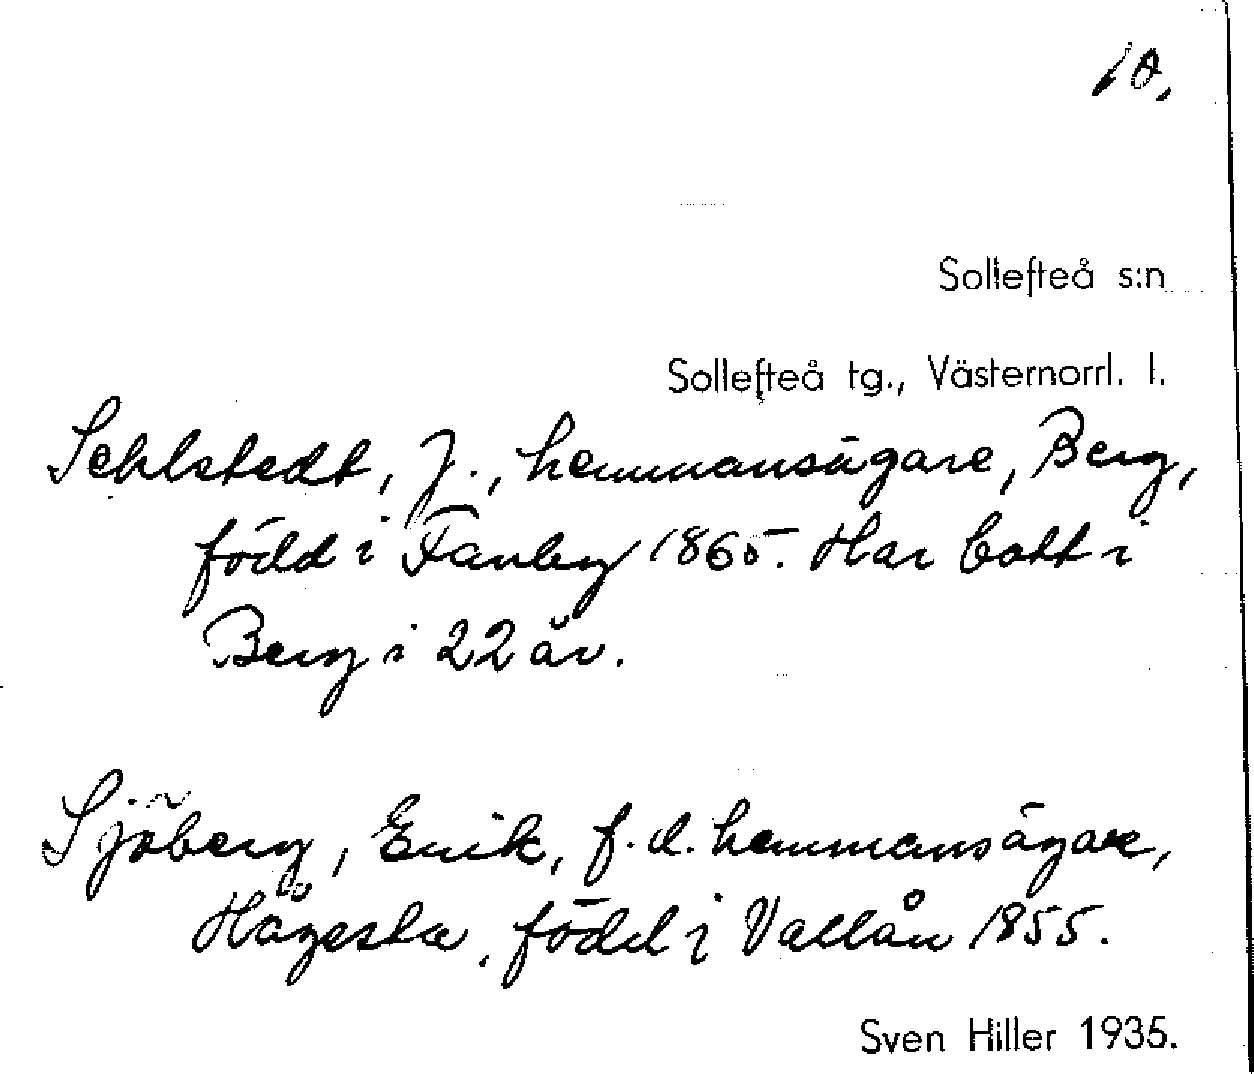 10.
Sollefteå s:n
Sollefteå tg., Västernorrl. l.
Sehlstedt, J., hemmansägare, Berg,
född i Fanby 1865. Har bott i
Berg i 22 år.
Sjöberg, Erik, f.d. hemmansägare,
Hågesta, född i Vallån 1855.
Sven Hiller 1935.